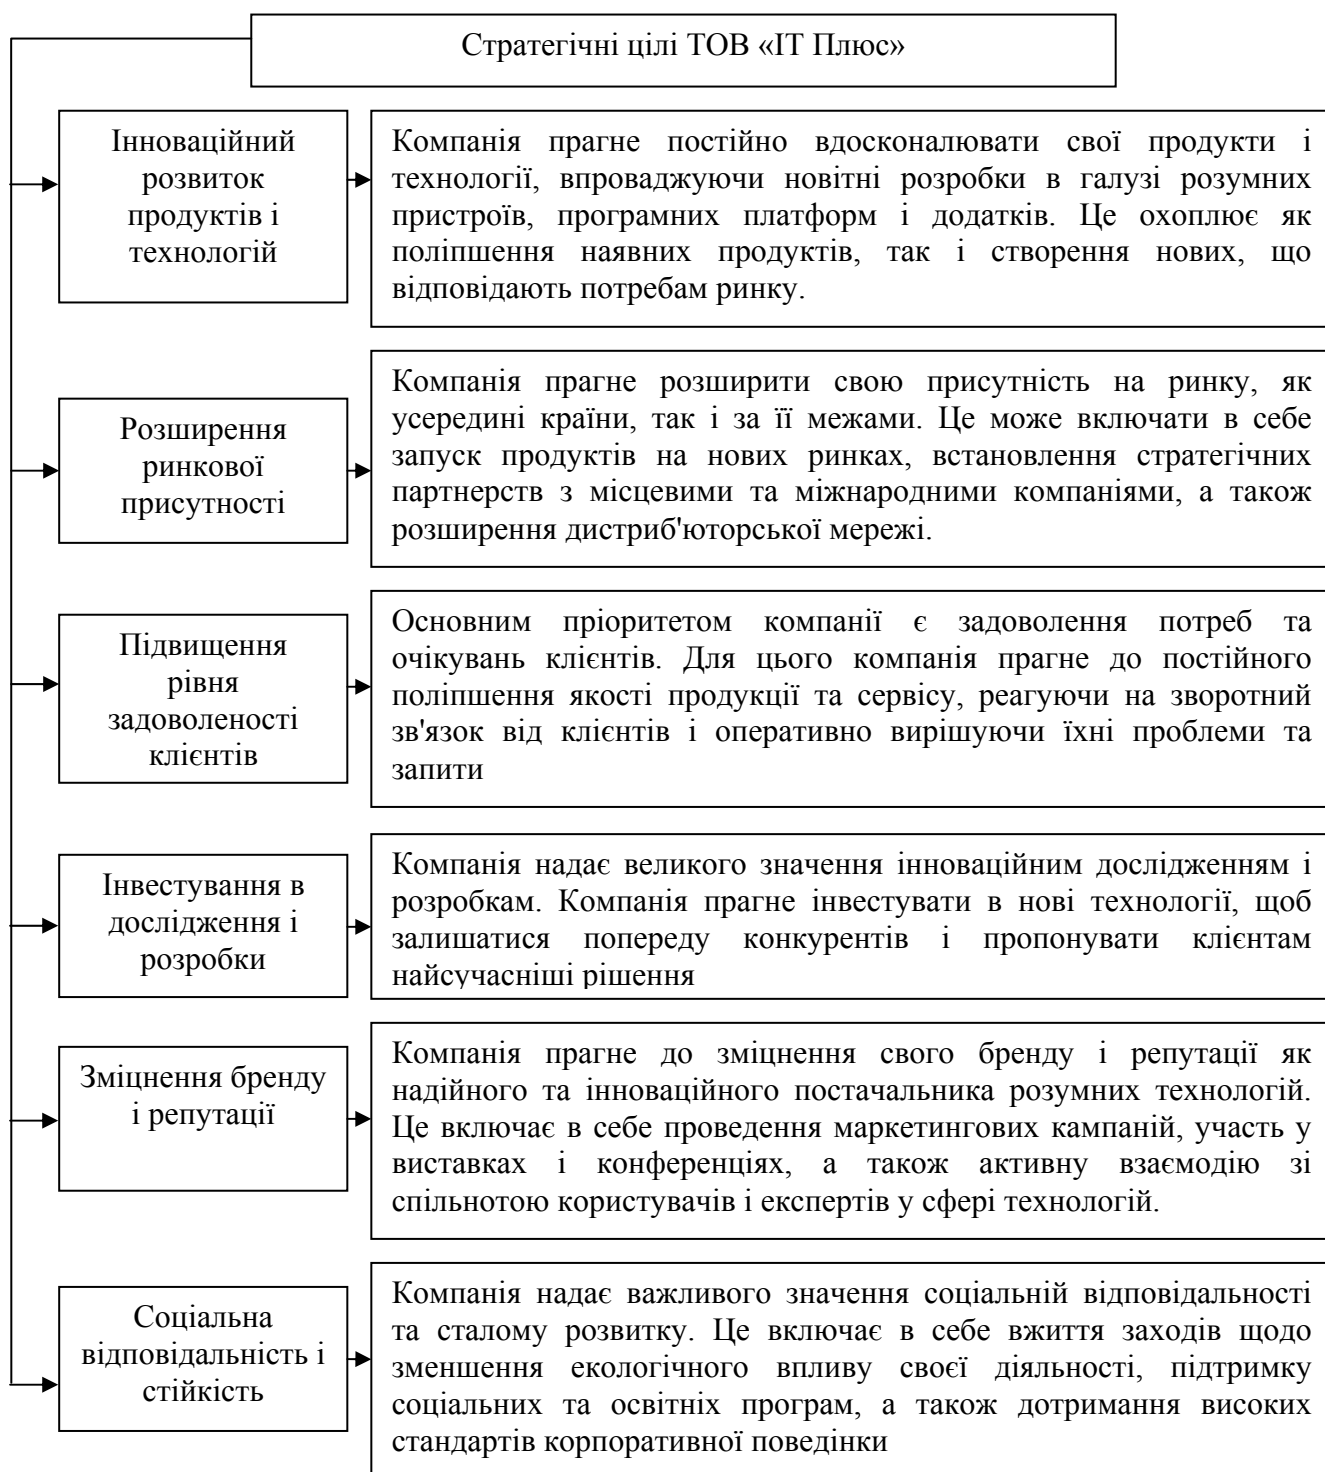 Стратегічні цілі ТОВ «ІТ Плюс»
Інноваційний
розвиток
продуктів і
технологій
Компанія прагне постійно вдосконалювати свої продукти і
технології, впроваджуючи новітні розробки в галузі розумних
пристроїв, програмних платформ і додатків. Це охоплює як
поліпшення наявних продуктів, так і створення нових, що
відповідають потребам ринку.
Розширення
ринкової
присутності
Компанія прагне розширити свою присутність на ринку, як
усередині країни, так і за її межами. Це може включати в себе
запуск продуктів на нових ринках, встановлення стратегічних
партнерств з місцевими та міжнародними компаніями, а також
розширення дистриб'юторської мережі.
Підвищення
рівня
задоволеності
клієнтів
Основним пріоритетом компанії є задоволення потреб та
очікувань клієнтів. Для цього компанія прагне до постійного
поліпшення якості продукції та сервісу, реагуючи на зворотний
зв'язок від клієнтів і оперативно вирішуючи їхні проблеми та
запити
Інвестування в
дослідження і
розробки
Компанія надає великого значення інноваційним дослідженням і
розробкам. Компанія прагне інвестувати в нові технології, щоб
залишатися попереду конкурентів і пропонувати клієнтам
найсучасніші рішення
Зміцнення бренду
і репутації
Компанія прагне до зміцнення свого бренду і репутації як
надійного та інноваційного постачальника розумних технологій.
Це включає в себе проведення маркетингових кампаній, участь у
виставках і конференціях, а також активну взаємодію зі
спільнотою користувачів і експертів у сфері технологій.
Соціальна
відповідальність і
стійкість
Компанія надає важливого значення соціальній відповідальності
та сталому розвитку. Це включає в себе вжиття заходів щодо
зменшення екологічного впливу своєї діяльності, підтримку
соціальних та освітніх програм, а також дотримання високих
стандартів корпоративної поведінки